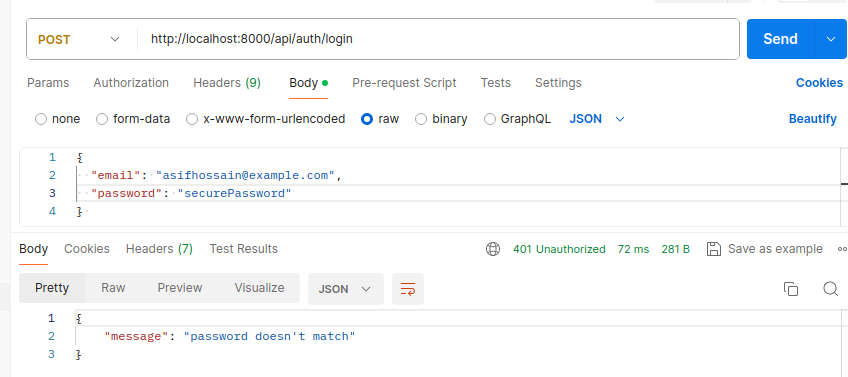 POST http://localhost:8000/api/auth/login Send
Params Authorization Headers (9) Body Pre-request Script Tests Settings Cookies
none form-data x-www-form-urlencoded raw binary GraphQL JSON Beautify
1 {
2 "email": "asifhossain@example.com",
3 "password": "securePassword"
4 }
Body Cookies Headers (7) Test Results 401 Unauthorized 72 ms 281 B Save as example
Pretty Raw Preview Visualize JSON
1 {
2 "message": "password doesn't match"
3 }